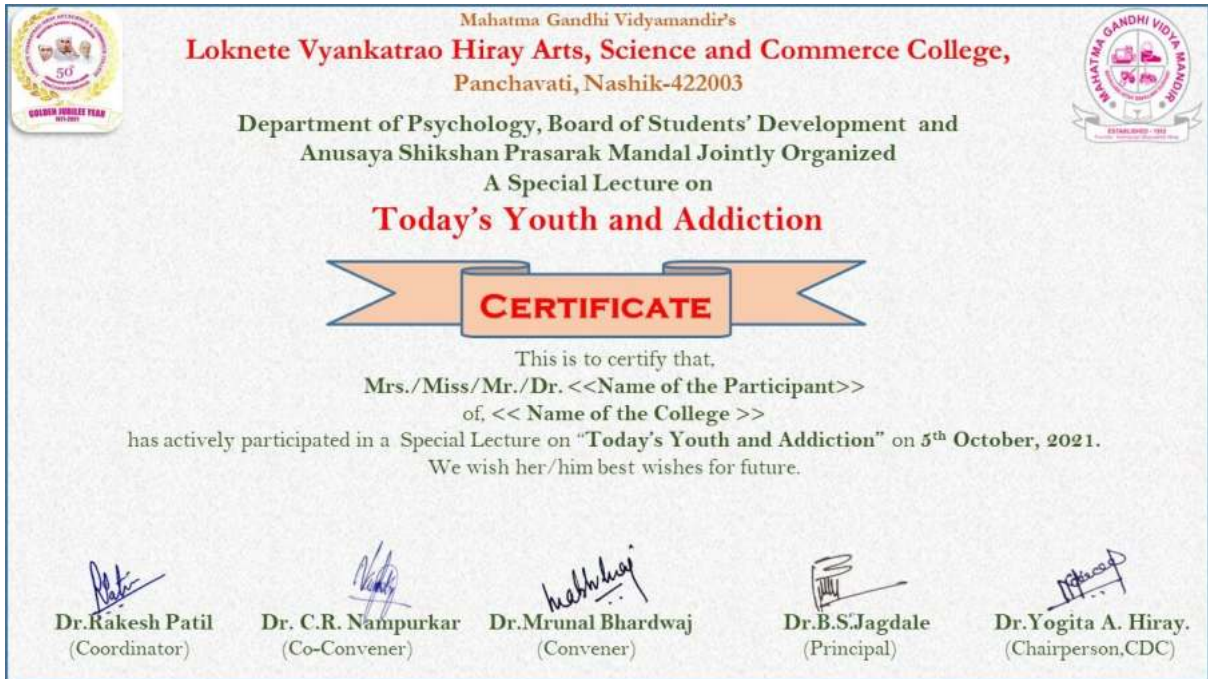 Mahatma Gandhi Vidyamandir's
Loknete Vyankatrao Hiray Arts, Science and Commerce College,
Panchavati, Nashik-422003
Department of Psychology, Board of Students' Development and
Anusaya Shikshan Prasarak Mandal Jointly Organized
A Special Lecture on
Today's Youth and Addiction
CERTIFICATE
This is to certify that,
Mrs./Miss/Mr./Dr. <<Name of the Participant>>
of, << Name of the College >>
has actively participated in a Special Lecture on “Today's Youth and Addiction” on 5th October, 2021.
We wish her/him best wishes for future.
Dr.Rakesh Patil Dr. C.R. Nampurkar Dr.Mrunal Bhardwaj Dr.B.S.Jagdale Dr.Yogita A. Hiray.
(Coordinator) (Co-Convener) (Convener) (Principal) (Chairperson,CDC)
50
GOLDEN JUBILEE YEAR
1971-2021
MAHATMA GANDHI VIDYA MANDIR
ESTABLISHED - 1952